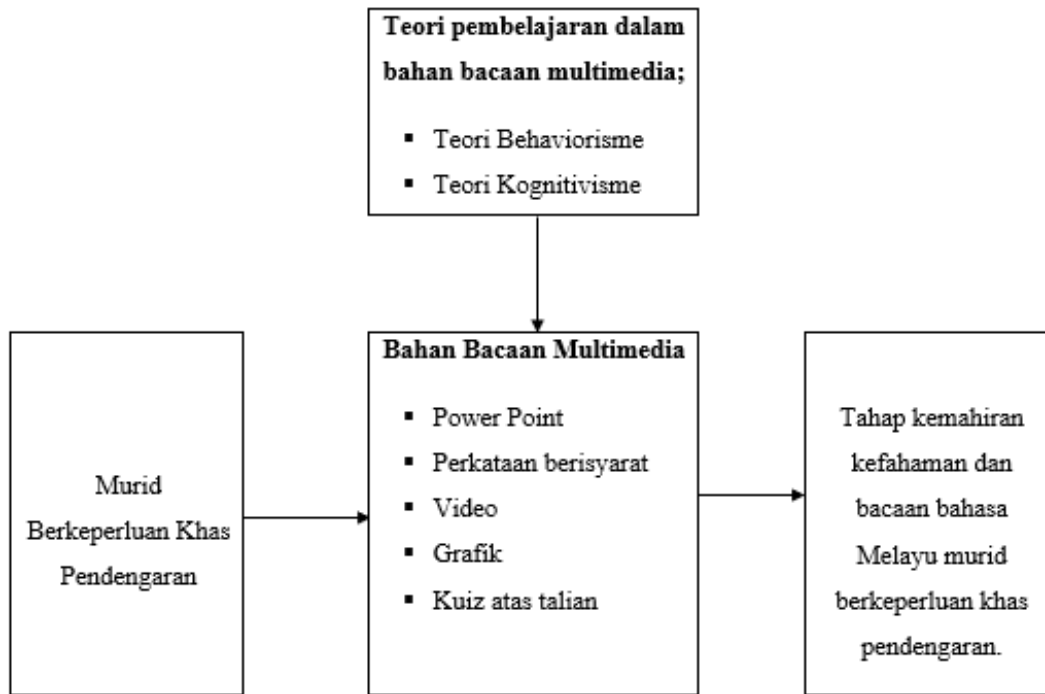 Teori pembelajaran dalam
bahan bacaan multimedia;
▪ Teori Behaviorisme
▪ Teori Kognitivisme
Murid
Berkeperluan Khas
Pendengaran
Bahan Bacaan Multimedia
▪ Power Point
▪ Perkataan berisyarat
▪ Video
▪ Grafik
▪ Kuiz atas talian
Tahap kemahiran
kefahaman dan
bacaan bahasa
Melayu murid
berkeperluan khas
pendengaran.